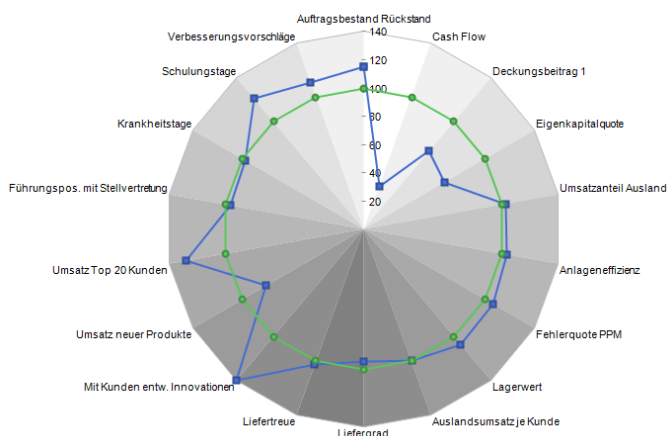 Auftragsbestand Rückstand
Cash Flow
Deckungsbeitrag 1
Eigenkapitalquote
Umsatzanteil Ausland
Anlageneffizienz
Fehlerquote PPM
Lagerwert
Auslandsumsatz je Kunde
Liefergrad
Liefertreue
Mit Kunden entw. Innovationen
Umsatz neuer Produkte
Umsatz Top 20 Kunden
Führungspos. mit Stellvertretung
Krankheitstage
Schulungstage
Verbesserungsvorschläge
140
120
100
80
60
40
20